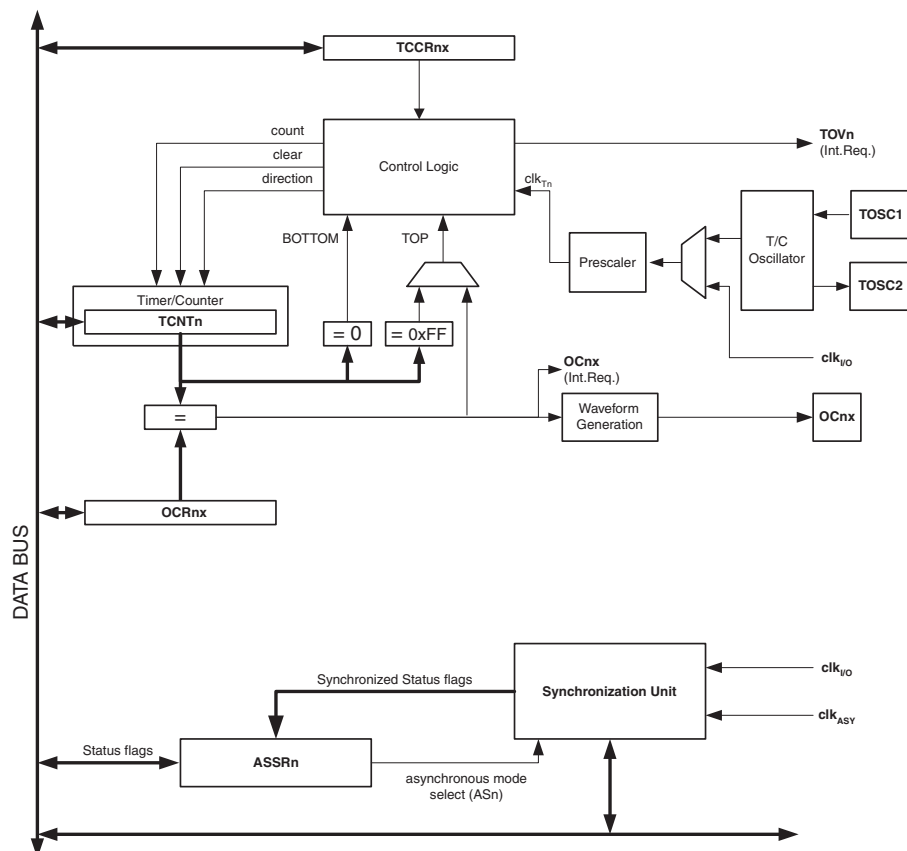 TCCRnx
count
clear
direction
Control Logic
TOVn
(Int.Req.)
clkTn
BOTTOM
TOP
TOSC1
T/C
Oscillator
Prescaler
TOSC2
Timer/Counter
TCNTn
= 0
= 0xFF
clkI/O
OCnx
(Int.Req.)
=
Waveform
Generation
OCnx
OCRnx
DATA BUS
Synchronized Status flags
Synchronization Unit
clkI/O
clkASY
Status flags
ASSRn
asynchronous mode
select (ASn)